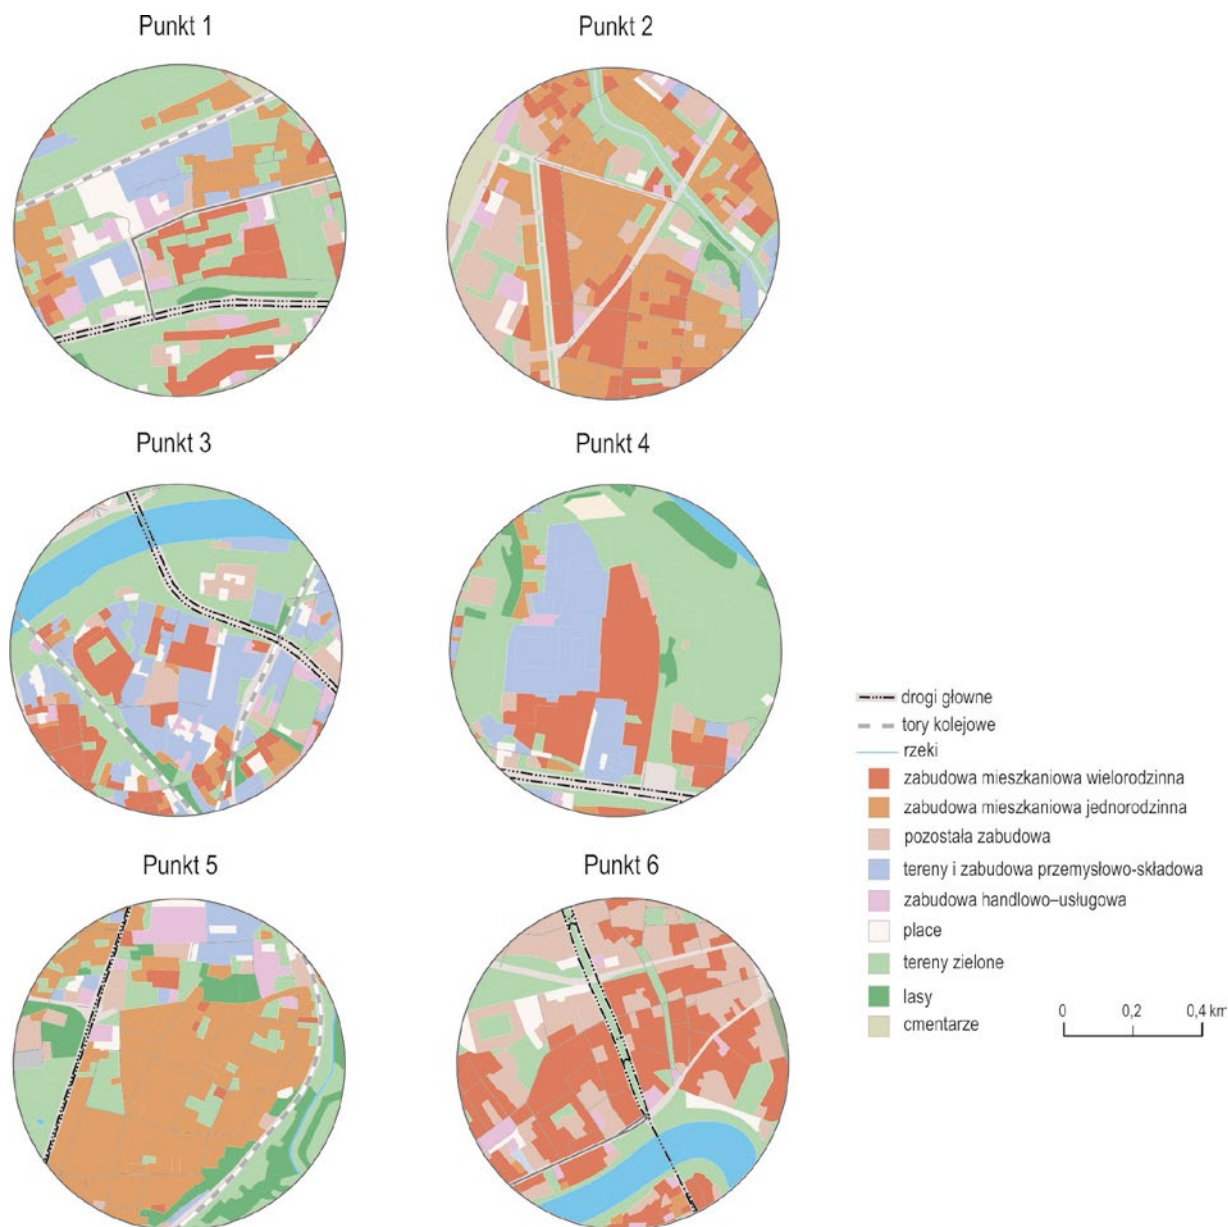 Punkt 1
Punkt 2
Punkt 3
Punkt 4
Punkt 5
Punkt 6
drogi główne
tory kolejowe
rzeki
zabudowa mieszkaniowa wielorodzinna
zabudowa mieszkaniowa jednorodzinna
pozostała zabudowa
tereny i zabudowa przemysłowo-składowa
zabudowa handlowo–usługowa
place
tereny zielone
lasy
cmentarze
0 0,2 0,4 km